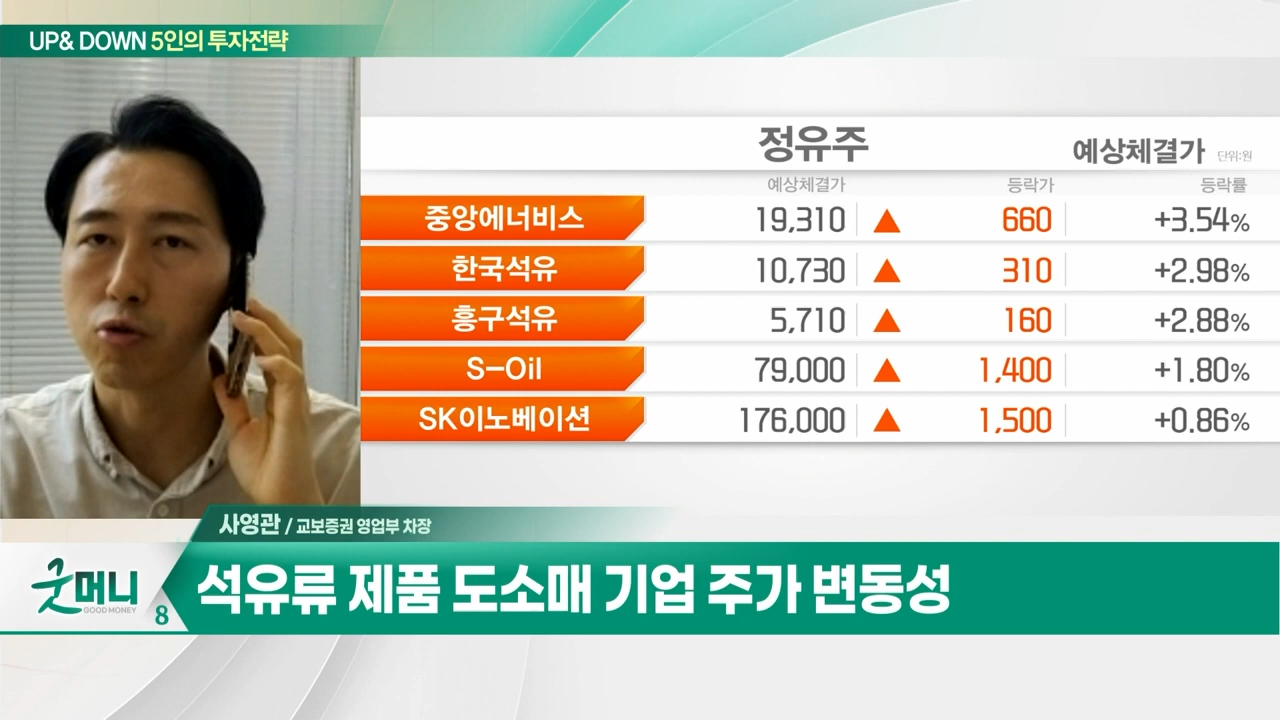 UP& DOWN 5인의 투자전략
정유주
예상체결가 단위:원
예상체결가 등락가 등락률
중앙에너비스 19,310 ▲ 660 +3.54%
한국석유 10,730 ▲ 310 +2.98%
흥구석유 5,710 ▲ 160 +2.88%
S-Oil 79,000 ▲ 1,400 +1.80%
SK이노베이션 176,000 ▲ 1,500 +0.86%
사영관 / 교보증권 영업부 차장
굿머니
GOOD MONEY
8
석유류 제품 도소매 기업 주가 변동성